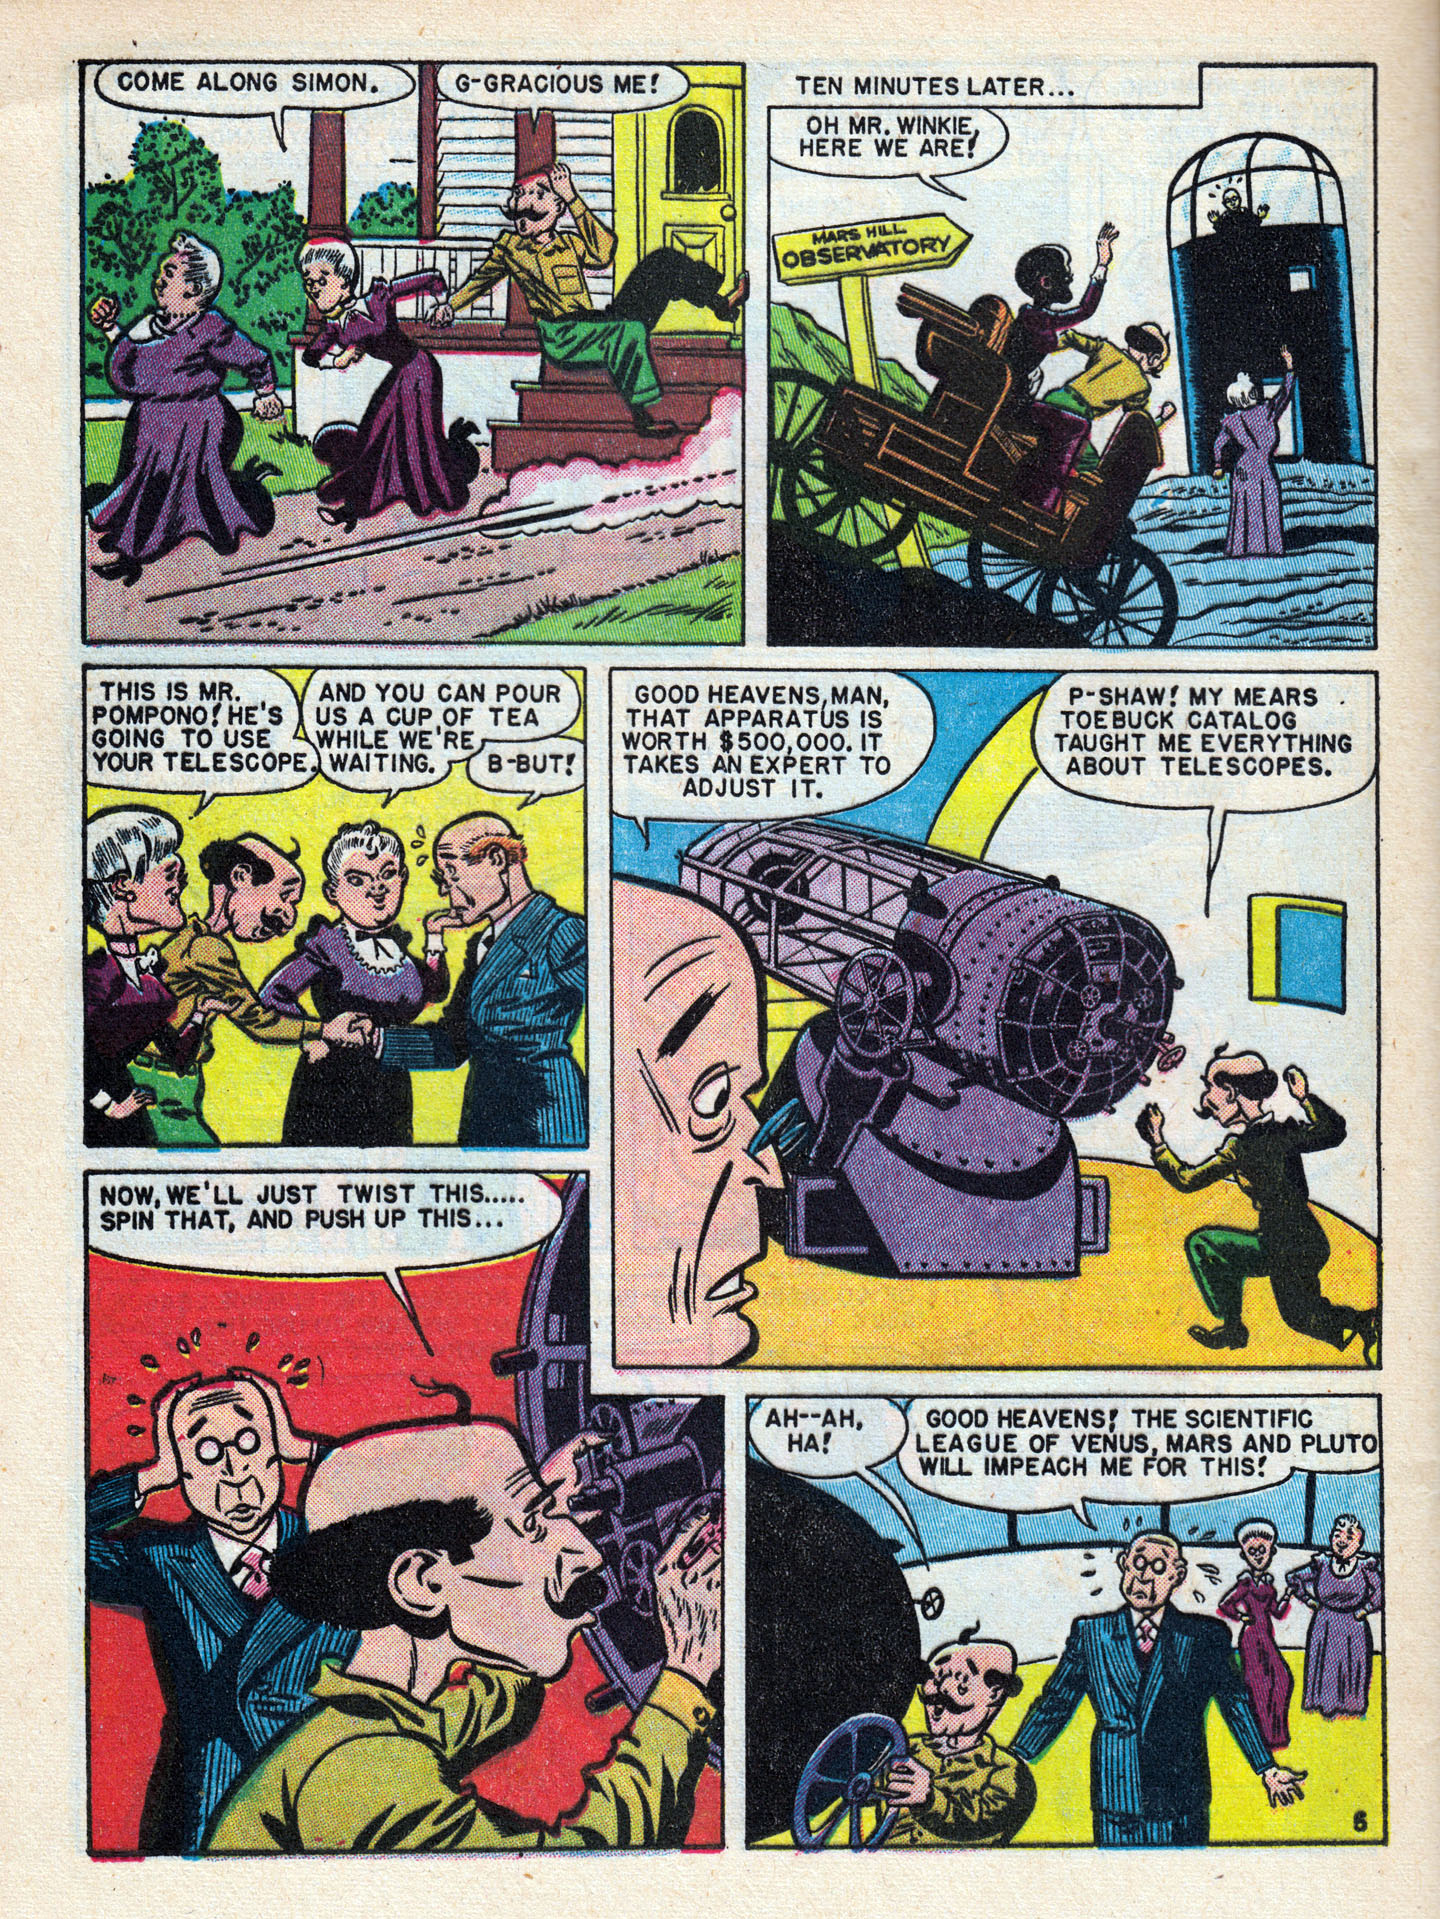 COME ALONG SIMON.
G-GRACIOUS ME!
TEN MINUTES LATER...
OH MR. WINKIE,
HERE WE ARE!
MARS HILL
OBSERVATORY
THIS IS MR.
POMPONO! HE'S
GOING TO USE
YOUR TELESCOPE.
AND YOU CAN POUR
US A CUP OF TEA
WHILE WE'RE
WAITING.
B-BUT!
GOOD HEAVENS, MAN,
THAT APPARATUS IS
WORTH $500,000. IT
TAKES AN EXPERT TO
ADJUST IT.
P-SHAW! MY MEARS
TOEBUCK CATALOG
TAUGHT ME EVERYTHING
ABOUT TELESCOPES.
NOW, WE'LL JUST TWIST THIS.....
SPIN THAT, AND PUSH UP THIS...
AH--AH,
HA!
GOOD HEAVENS! THE SCIENTIFIC
LEAGUE OF VENUS, MARS AND PLUTO
WILL IMPEACH ME FOR THIS!
5